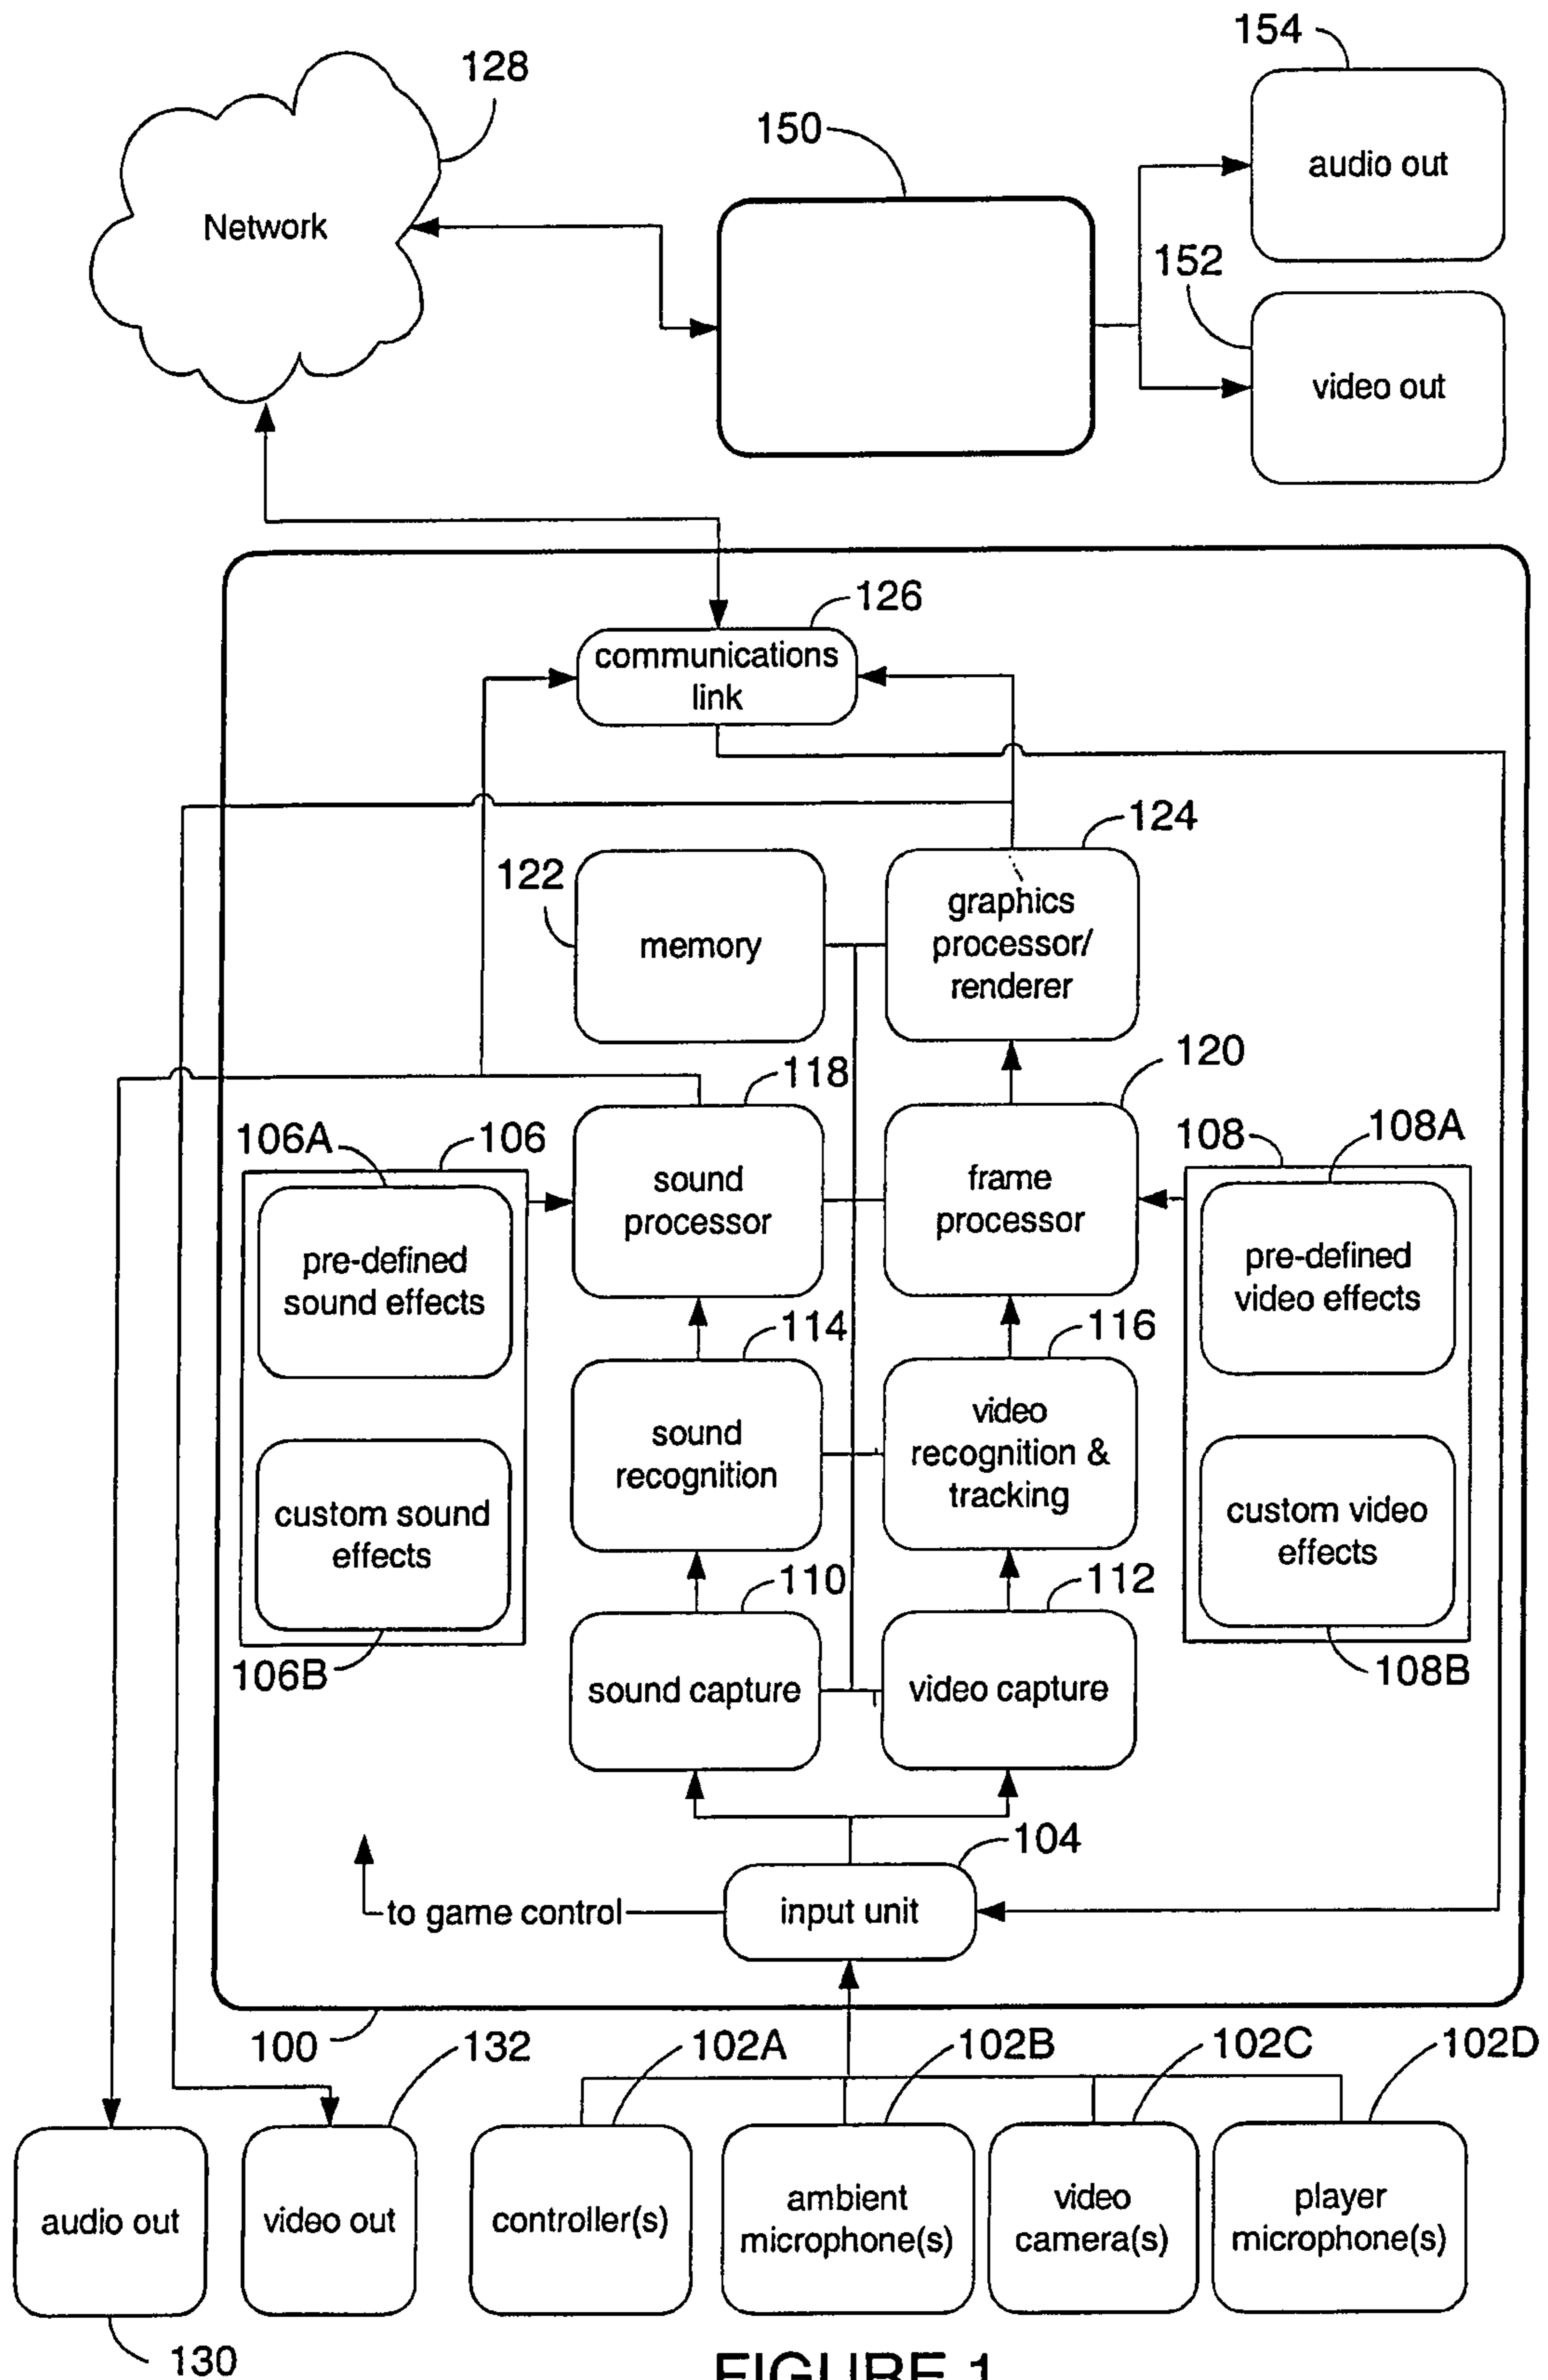 154
128
150
audio out
Network
152
video out
126
communications
link
124
122
graphics
processor/
renderer
memory
120
118
106A
106
108
108A
sound
processor
frame
processor
pre-defined
sound effects
pre-defined
video effects
114
116
sound
recognition
video
recognition &
tracking
custom sound
effects
custom video
effects
110
112
106B
108B
sound capture
video capture
104
to game control
input unit
100
132
102A
102B
102C
102D
audio out
video out
controller(s)
ambient
microphone(s)
video
camera(s)
player
microphone(s)
130
FIGURE 1